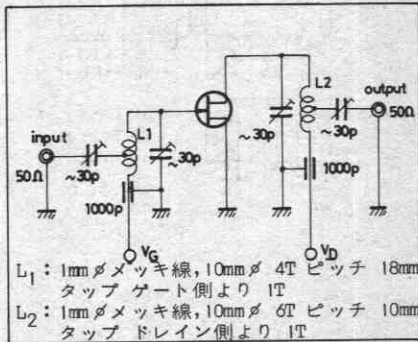 L2
output
50Ω
~30p
~30p
1000p
VD
input
50Ω
~30p
L1
~30p
1000p
VG
L1：1mmφメッキ線，10mmφ 4T ピッチ 18mm
タップ ゲート側より 1T
L2：1mmφメッキ線，10mmφ 6T ピッチ 10mm
タップ ドレイン側より 1T